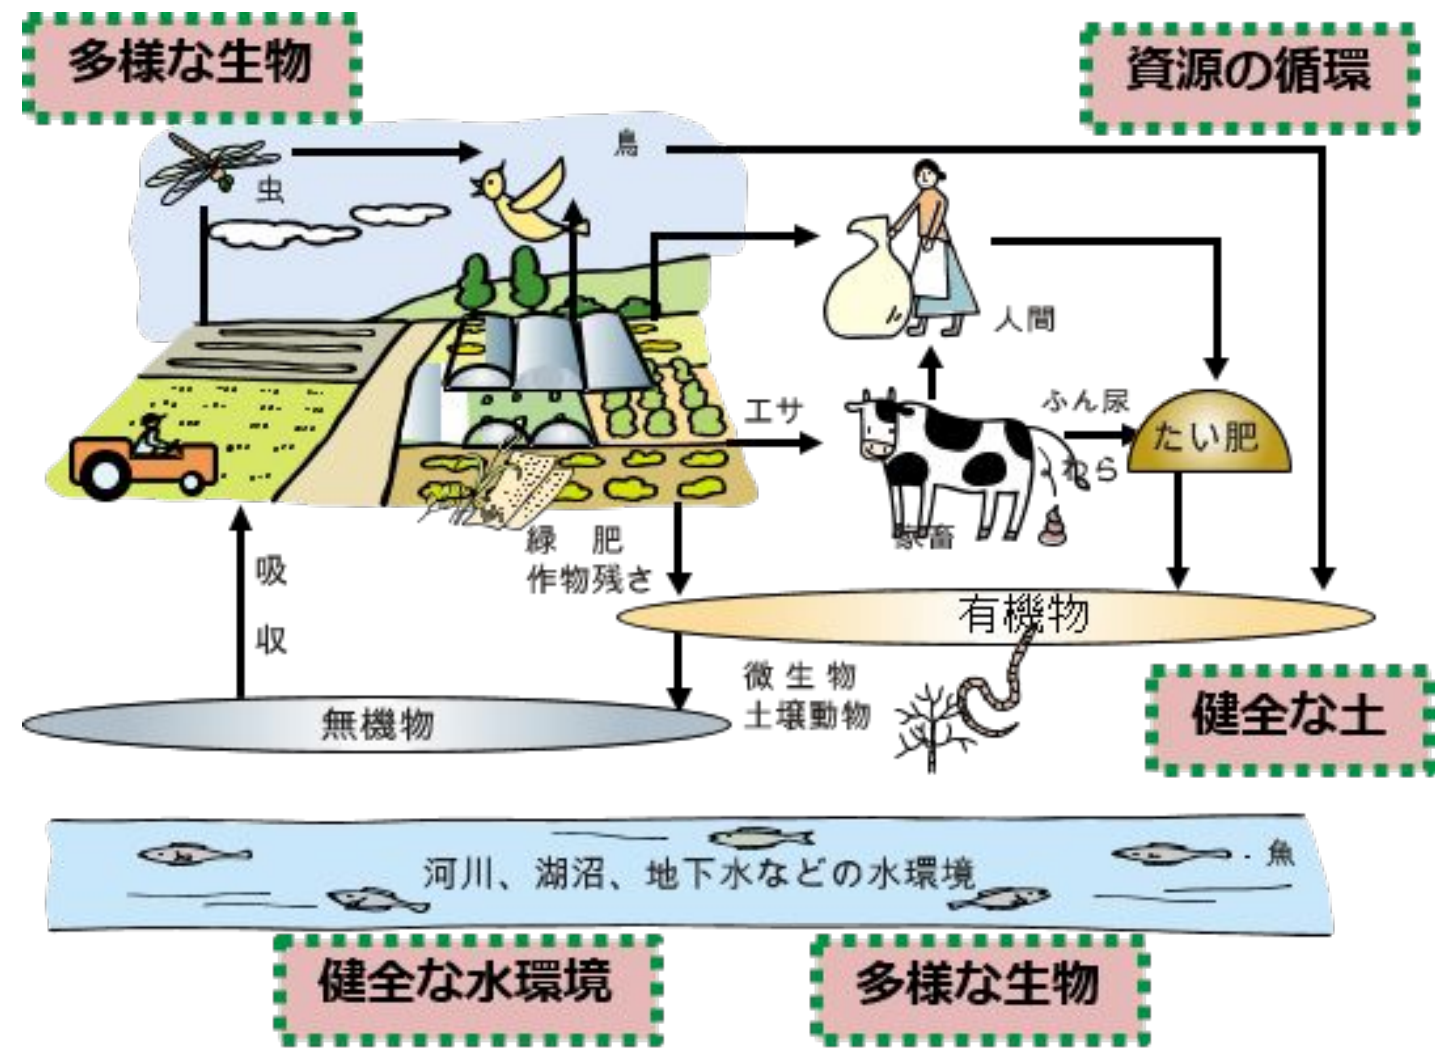 多様な生物
資源の循環
鳥
虫
人間
エサ
ふん尿
たい肥
わら
家畜
緑　肥
作物残さ
吸
収
有機物
微生物
土壌動物
無機物
健全な土
河川、湖沼、地下水などの水環境
魚
健全な水環境
多様な生物